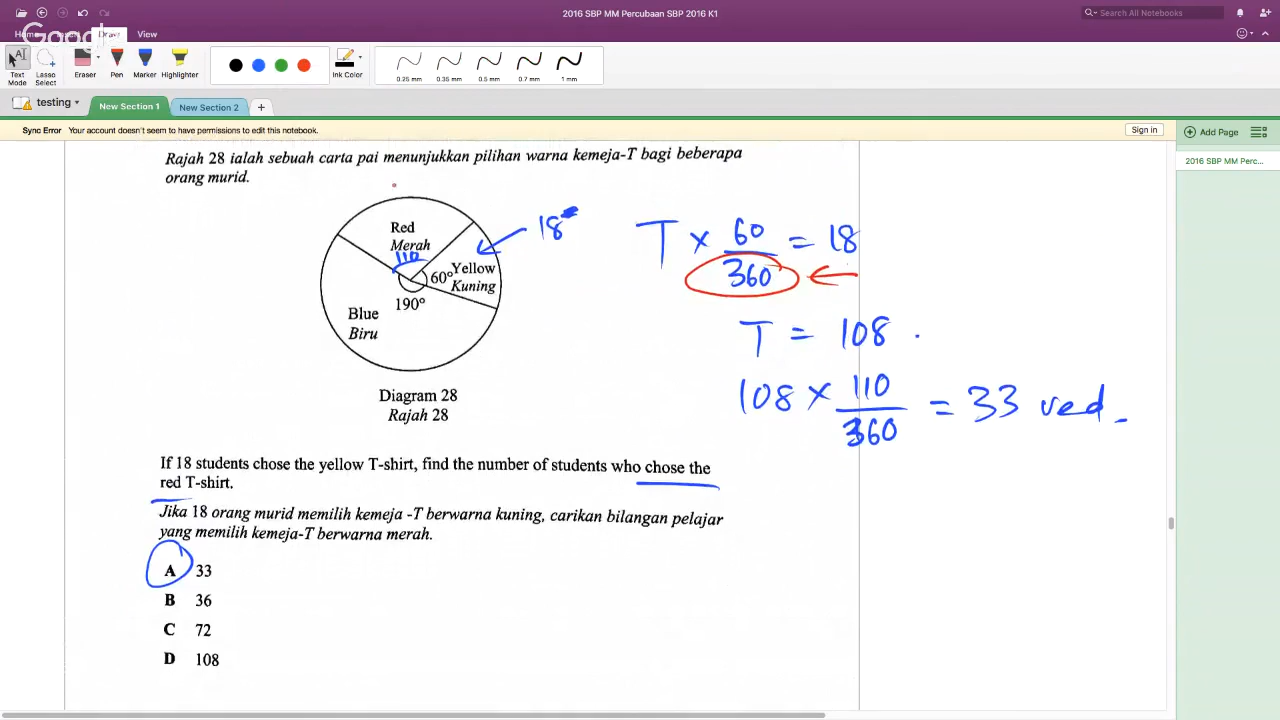 2016 SBP MM Percubaan SBP 2016 K1
Search All Notebooks
Google
Home
Insert
Draw
View
Text Mode
Lasso Select
Eraser
Pen
Marker
Highlighter
Ink Color
0.25 mm
0.35 mm
0.5 mm
0.7 mm
1 mm
testing
New Section 1
New Section 2
+
Sync Error Your account doesn't seem to have permissions to edit this notebook.
Sign in
Add Page
2016 SBP MM Perc...
Rajah 28 ialah sebuah carta pai menunjukkan pilihan warna kemeja-T bagi beberapa
orang murid.
Red
Merah
110
60°
Yellow
Kuning
190°
Blue
Biru
18
Diagram 28
Rajah 28
T × 60/360 = 18
T = 108 .
108 × 110/360 = 33 red
If 18 students chose the yellow T-shirt, find the number of students who chose the
red T-shirt.
Jika 18 orang murid memilih kemeja -T berwarna kuning, carikan bilangan pelajar
yang memilih kemeja-T berwarna merah.
A 33
B 36
C 72
D 108